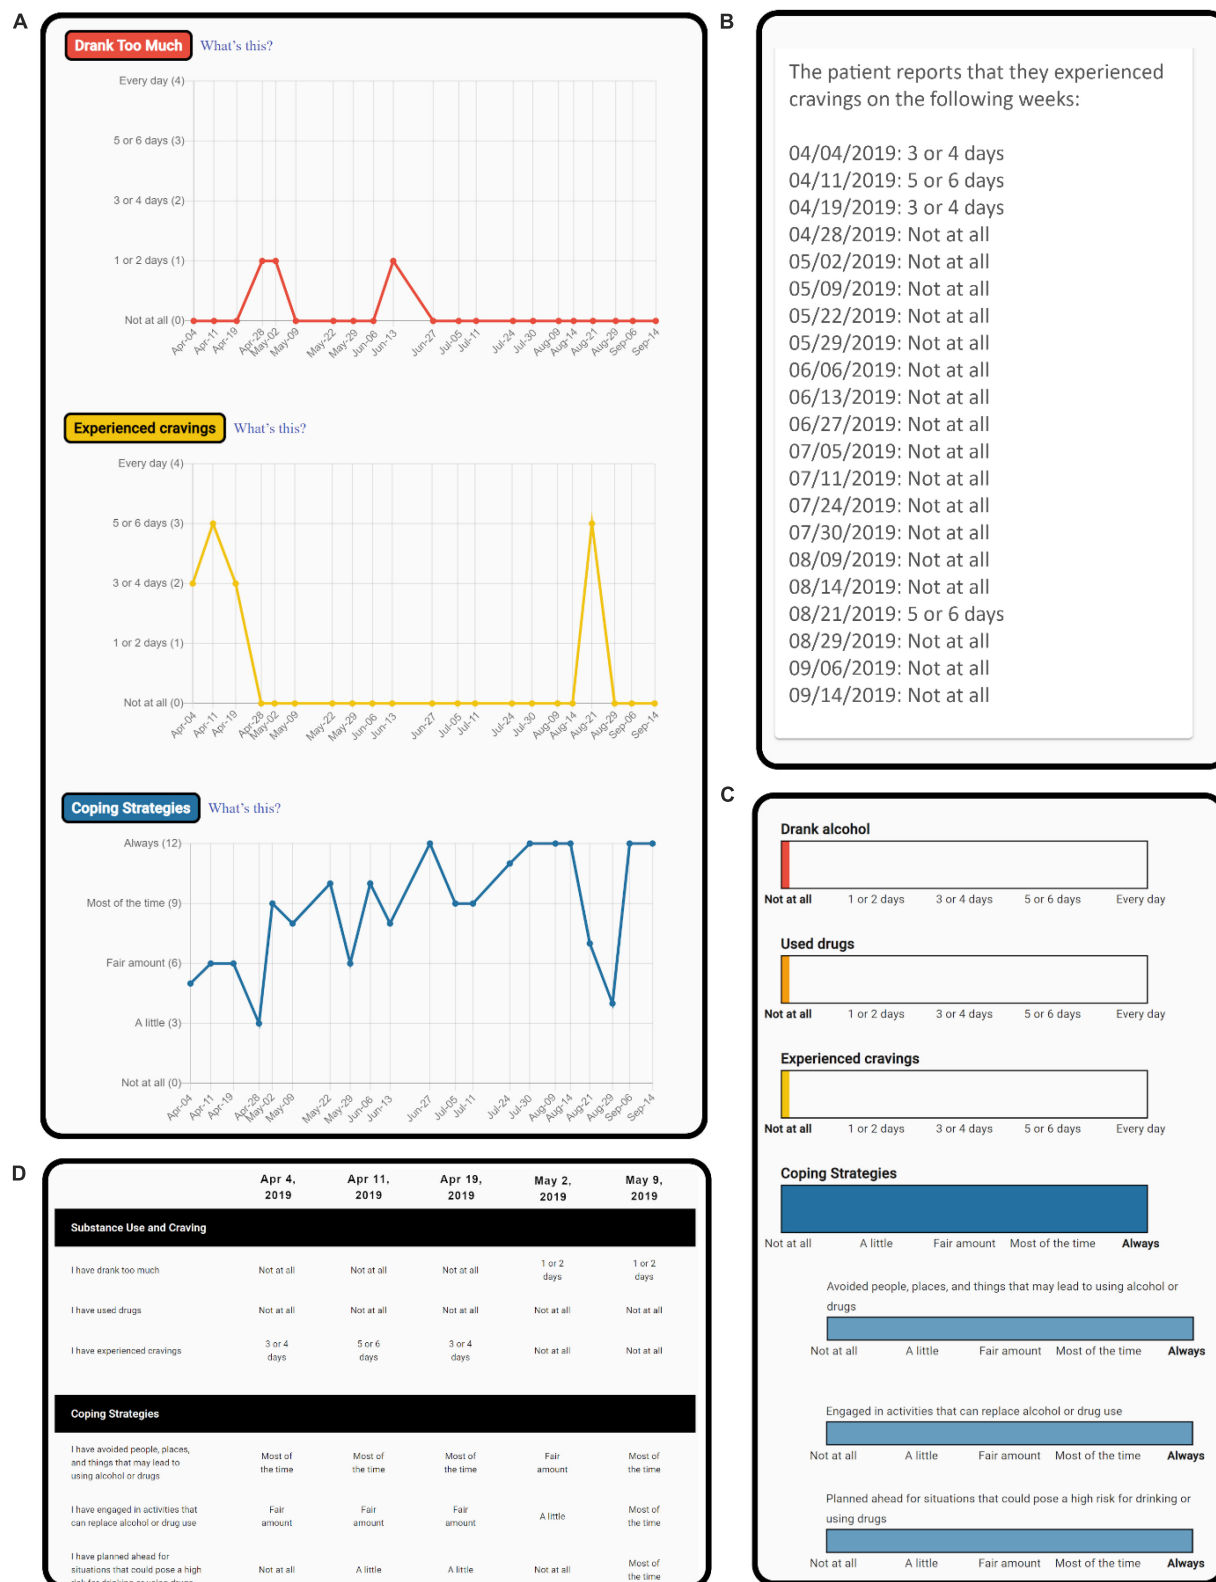 A
Drank Too Much What's this?
Every day (4)
5 or 6 days (3)
3 or 4 days (2)
1 or 2 days (1)
Not at all (0)
Apr-04 Apr-11 Apr-19 Apr-28 May-02 May-09 May-22 May-29 Jun-06 Jun-13 Jun-27 Jul-05 Jul-11 Jul-24 Jul-30 Aug-09 Aug-14 Aug-21 Aug-29 Sep-06 Sep-14
Experienced cravings What's this?
Every day (4)
5 or 6 days (3)
3 or 4 days (2)
1 or 2 days (1)
Not at all (0)
Apr-04 Apr-11 Apr-19 Apr-28 May-02 May-09 May-22 May-29 Jun-06 Jun-13 Jun-27 Jul-05 Jul-11 Jul-24 Jul-30 Aug-09 Aug-14 Aug-21 Aug-29 Sep-06 Sep-14
Coping Strategies What's this?
Always (12)
Most of the time (9)
Fair amount (6)
A little (3)
Not at all (0)
Apr-04 Apr-11 Apr-19 Apr-28 May-02 May-09 May-22 May-29 Jun-06 Jun-13 Jun-27 Jul-05 Jul-11 Jul-24 Jul-30 Aug-09 Aug-14 Aug-21 Aug-29 Sep-06 Sep-14
B
The patient reports that they experienced
cravings on the following weeks:
04/04/2019: 3 or 4 days
04/11/2019: 5 or 6 days
04/19/2019: 3 or 4 days
04/28/2019: Not at all
05/02/2019: Not at all
05/09/2019: Not at all
05/22/2019: Not at all
05/29/2019: Not at all
06/06/2019: Not at all
06/13/2019: Not at all
06/27/2019: Not at all
07/05/2019: Not at all
07/11/2019: Not at all
07/24/2019: Not at all
07/30/2019: Not at all
08/09/2019: Not at all
08/14/2019: Not at all
08/21/2019: 5 or 6 days
08/29/2019: Not at all
09/06/2019: Not at all
09/14/2019: Not at all
C
Drank alcohol
Not at all 1 or 2 days 3 or 4 days 5 or 6 days Every day
Used drugs
Not at all 1 or 2 days 3 or 4 days 5 or 6 days Every day
Experienced cravings
Not at all 1 or 2 days 3 or 4 days 5 or 6 days Every day
Coping Strategies
Not at all A little Fair amount Most of the time Always
Avoided people, places, and things that may lead to using alcohol or
drugs
Not at all A little Fair amount Most of the time Always
Engaged in activities that can replace alcohol or drug use
Not at all A little Fair amount Most of the time Always
Planned ahead for situations that could pose a high risk for drinking or
using drugs
Not at all A little Fair amount Most of the time Always
D
Apr 4, Apr 11, Apr 19, May 2, May 9,
2019 2019 2019 2019 2019
Substance Use and Craving
I have drank too much Not at all Not at all Not at all 1 or 2 days 1 or 2 days
I have used drugs Not at all Not at all Not at all Not at all Not at all
I have experienced cravings 3 or 4 days 5 or 6 days 3 or 4 days Not at all Not at all
Coping Strategies
I have avoided people, places,
and things that may lead to
using alcohol or drugs
Most of the time Most of the time Most of the time Fair amount Most of the time
I have engaged in activities that
can replace alcohol or drug use
Fair amount Fair amount Fair amount A little Most of the time
I have planned ahead for
situations that could pose a high
risk for drinking or using drugs
Not at all A little A little Not at all Most of the time